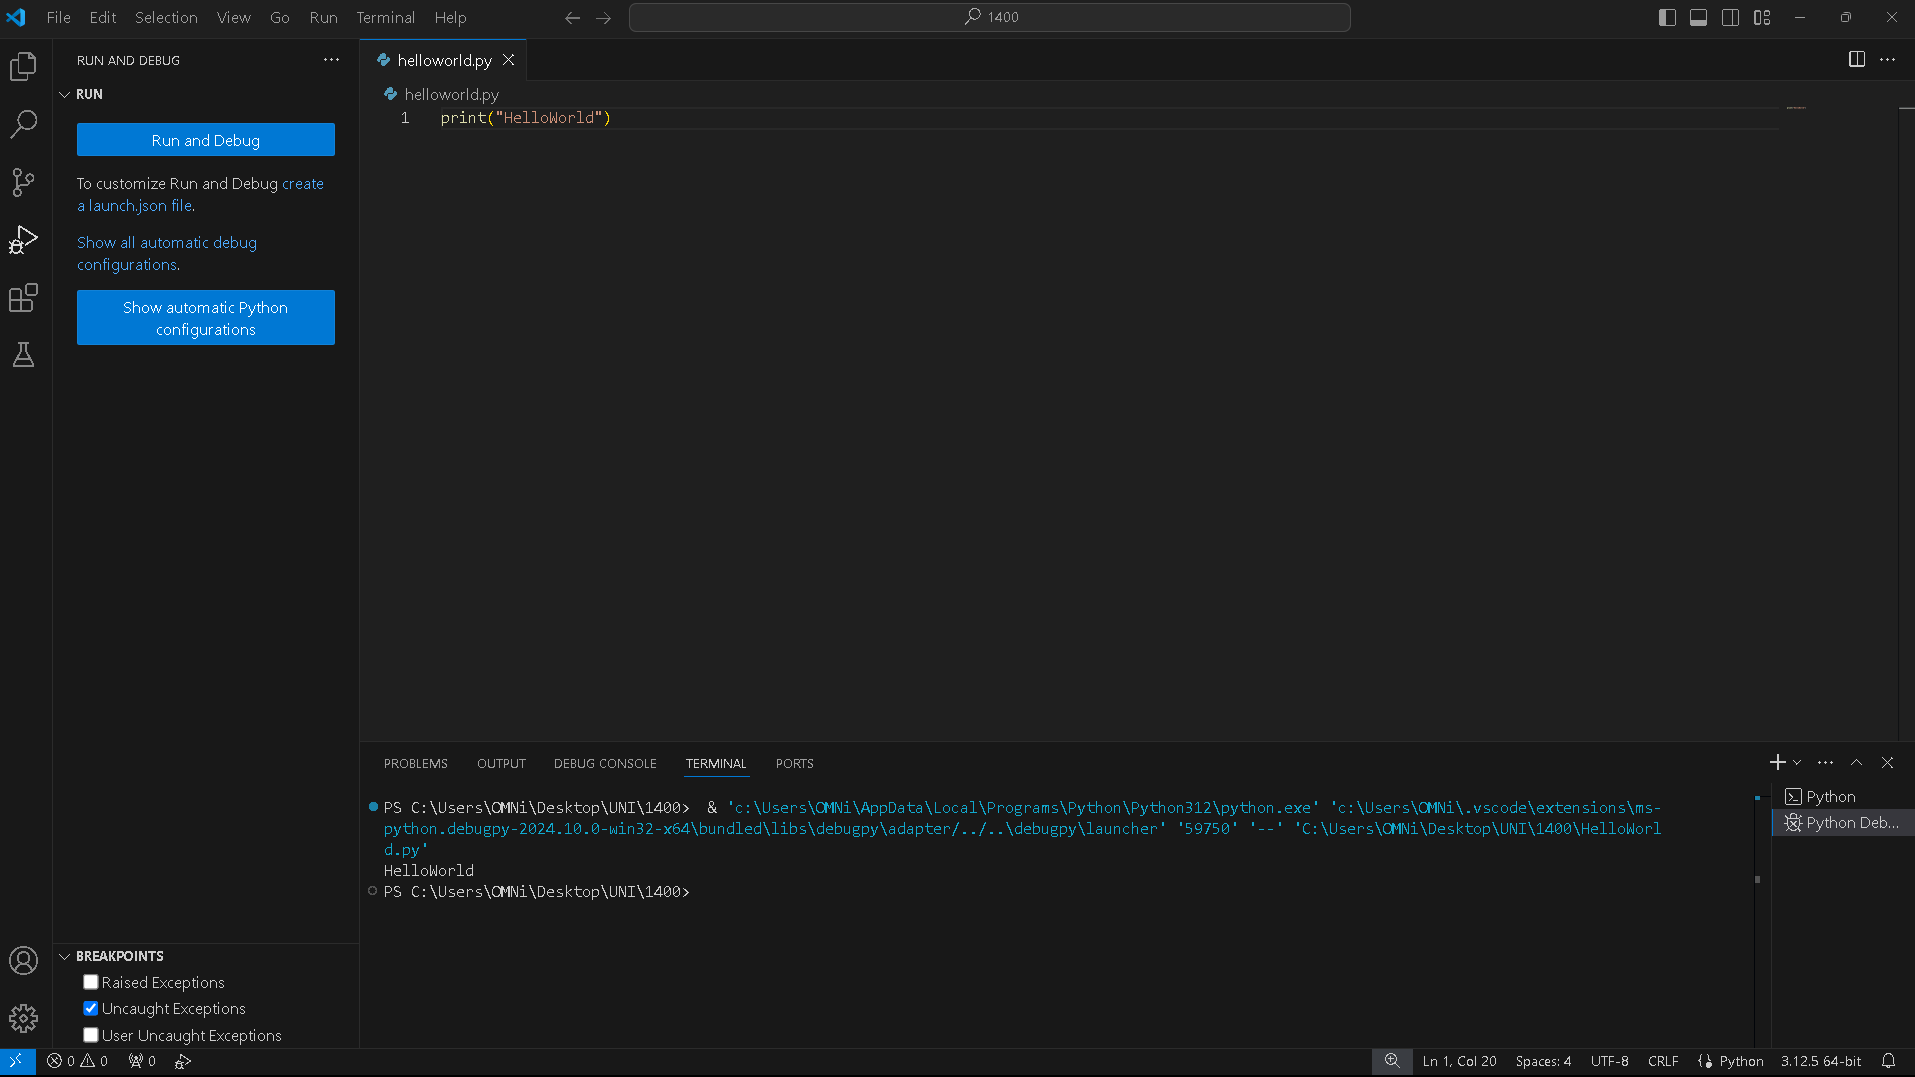 File Edit Selection View Go Run Terminal Help
1400
RUN AND DEBUG
RUN
Run and Debug
To customize Run and Debug create
a launch.json file.
Show all automatic debug
configurations.
Show automatic Python
configurations
BREAKPOINTS
Raised Exceptions
Uncaught Exceptions
User Uncaught Exceptions
helloworld.py
helloworld.py
1 print("HelloWorld")
PROBLEMS OUTPUT DEBUG CONSOLE TERMINAL PORTS
PS C:\Users\OMNi\Desktop\UNI\1400> & 'c:\Users\OMNi\AppData\Local\Programs\Python\Python312\python.exe' 'c:\Users\OMNi\.vscode\extensions\ms-
python.debugpy-2024.10.0-win32-x64\bundled\libs\debugpy\adapter/../..\debugpy\launcher' '59750' '--' 'C:\Users\OMNi\Desktop\UNI\1400\HelloWorl
d.py'
HelloWorld
PS C:\Users\OMNi\Desktop\UNI\1400>
Python
Python Deb...
0 0 0
Ln 1, Col 20 Spaces: 4 UTF-8 CRLF Python 3.12.5 64-bit